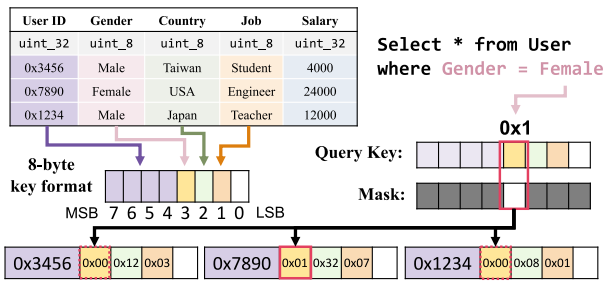 User ID Gender Country Job Salary
uint_32 uint_8 uint_8 uint_8 uint_32
0x3456 Male Taiwan Student 4000
0x7890 Female USA Engineer 24000
0x1234 Male Japan Teacher 12000
Select * from User
where Gender = Female
0x1
Query Key:
Mask:
8-byte
key format
MSB 7 6 5 4 3 2 1 0 LSB
0x3456 0x00 0x12 0x03
0x7890 0x01 0x32 0x07
0x1234 0x00 0x08 0x01